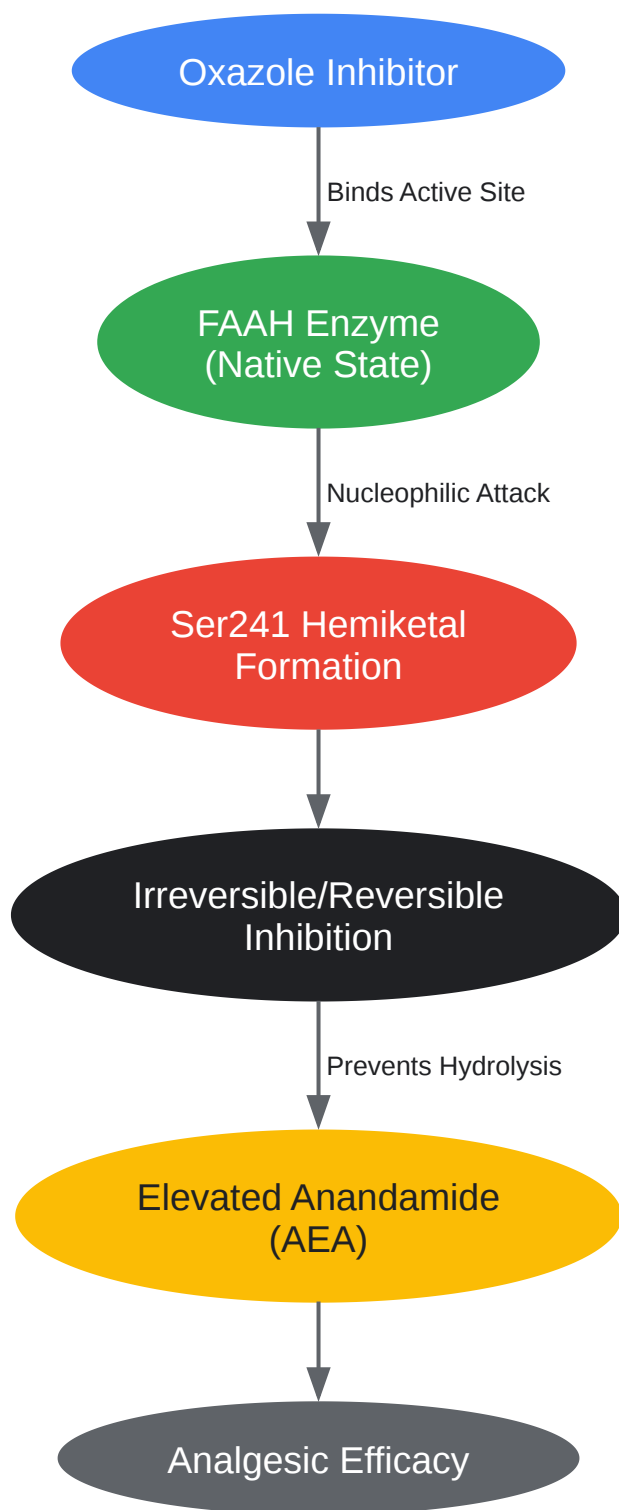 Oxazole Inhibitor
Binds Active Site
FAAH Enzyme
(Native State)
Nucleophilic Attack
Ser241 Hemiketal
Formation
Irreversible/Reversible
Inhibition
Prevents Hydrolysis
Elevated Anandamide
(AEA)
Analgesic Efficacy